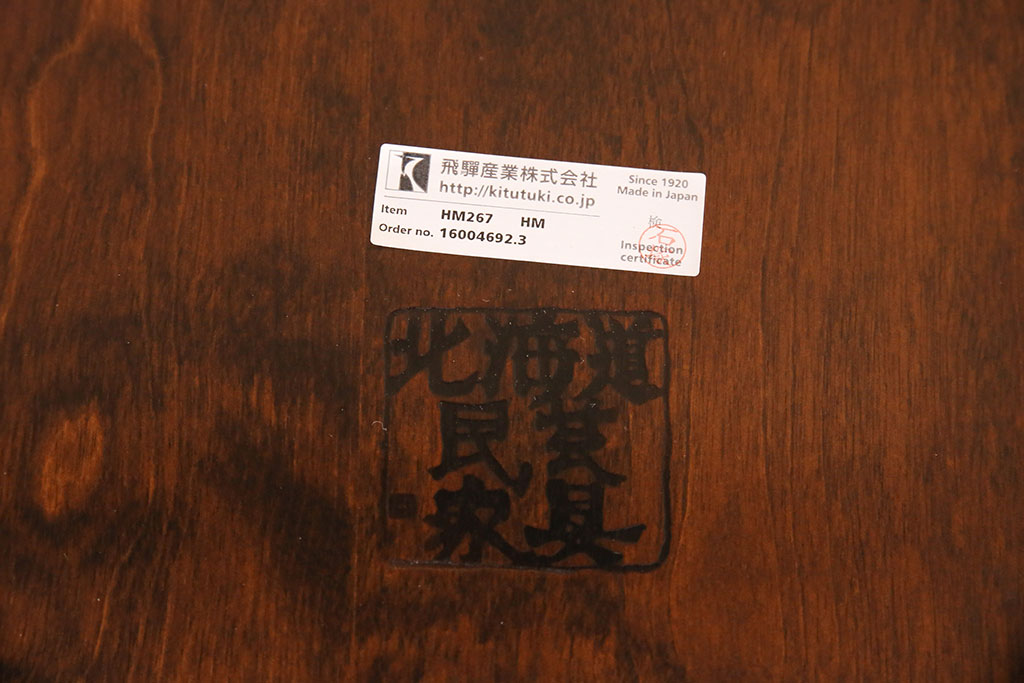 飛騨産業株式会社
http://kitutuki.co.jp
Since 1920
Made in Japan
Item HM267 HM
Order no. 16004692.3
検
Inspection
certificate
北海道
民芸
家具